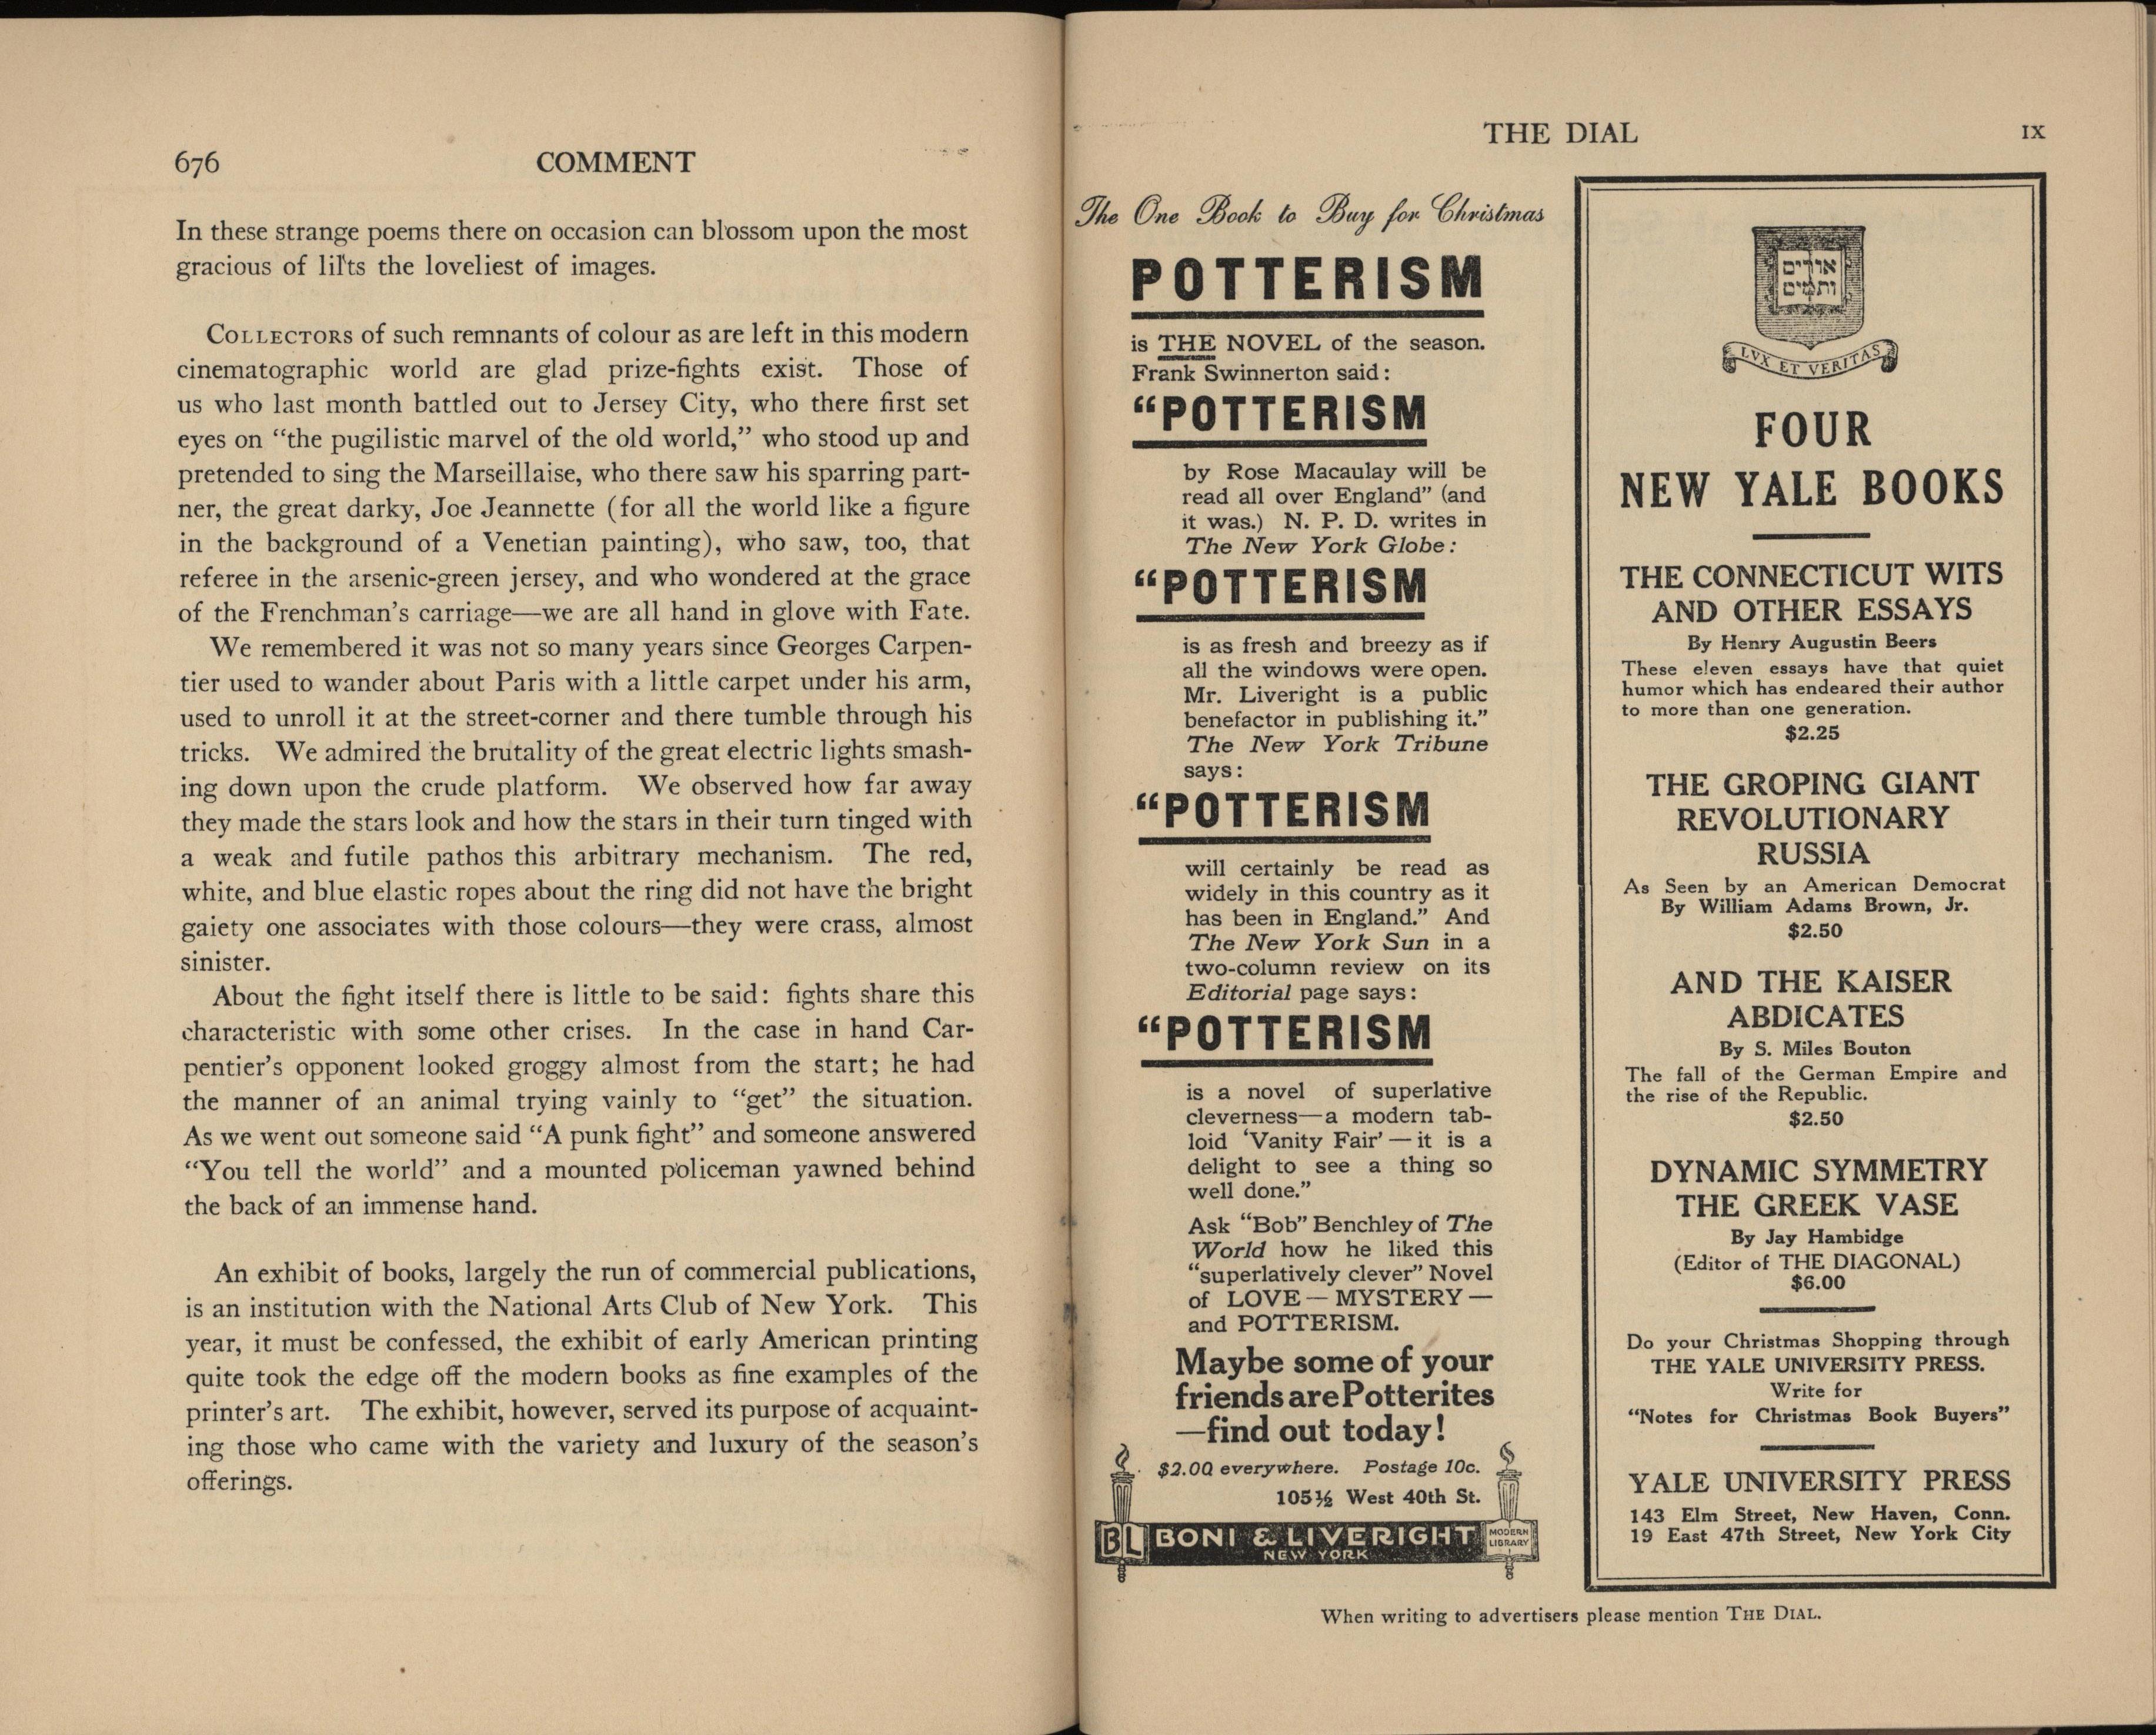 676
COMMENT
In these strange poems there on occasion can blossom upon the most
gracious of lilts the loveliest of images.
COLLECTORS of such remnants of colour as are left in this modern
cinematographic world are glad prize-fights exist. Those of
us who last month battled out to Jersey City, who there first set
eyes on “the pugilistic marvel of the old world,” who stood up and
pretended to sing the Marseillaise, who there saw his sparring part-
ner, the great darky, Joe Jeannette (for all the world like a figure
in the background of a Venetian painting), who saw, too, that
referee in the arsenic-green jersey, and who wondered at the grace
of the Frenchman’s carriage—we are all hand in glove with Fate.
We remembered it was not so many years since Georges Carpen-
tier used to wander about Paris with a little carpet under his arm,
used to unroll it at the street-corner and there tumble through his
tricks. We admired the brutality of the great electric lights smash-
ing down upon the crude platform. We observed how far away
they made the stars look and how the stars in their turn tinged with
a weak and futile pathos this arbitrary mechanism. The red,
white, and blue elastic ropes about the ring did not have the bright
gaiety one associates with those colours—they were crass, almost
sinister.
About the fight itself there is little to be said: fights share this
characteristic with some other crises. In the case in hand Car-
pentier’s opponent looked groggy almost from the start; he had
the manner of an animal trying vainly to “get” the situation.
As we went out someone said “A punk fight” and someone answered
“You tell the world” and a mounted policeman yawned behind
the back of an immense hand.
An exhibit of books, largely the run of commercial publications,
is an institution with the National Arts Club of New York. This
year, it must be confessed, the exhibit of early American printing
quite took the edge off the modern books as fine examples of the
printer’s art. The exhibit, however, served its purpose of acquaint-
ing those who came with the variety and luxury of the season’s
offerings.
THE DIAL
IX
The One Book to Buy for Christmas
POTTERISM
is THE NOVEL of the season.
Frank Swinnerton said:
“POTTERISM
by Rose Macaulay will be
read all over England” (and
it was.) N. P. D. writes in
The New York Globe:
“POTTERISM
is as fresh and breezy as if
all the windows were open.
Mr. Liveright is a public
benefactor in publishing it.”
The New York Tribune
says:
“POTTERISM
will certainly be read as
widely in this country as it
has been in England.” And
The New York Sun in a
two-column review on its
Editorial page says:
“POTTERISM
is a novel of superlative
cleverness—a modern tab-
loid ‘Vanity Fair’—it is a
delight to see a thing so
well done.”
Ask “Bob” Benchley of The
World how he liked this
“superlatively clever” Novel
of LOVE—MYSTERY—
and POTTERISM.
Maybe some of your
friends are Potterites
—find out today!
$2.00 everywhere. Postage 10c.
105½ West 40th St.
BL BONI & LIVERIGHT
NEW YORK
MODERN
LIBRARY
אורים
ותמים
LVX ET VERITAS
FOUR
NEW YALE BOOKS
THE CONNECTICUT WITS
AND OTHER ESSAYS
By Henry Augustin Beers
These eleven essays have that quiet
humor which has endeared their author
to more than one generation.
$2.25
THE GROPING GIANT
REVOLUTIONARY
RUSSIA
As Seen by an American Democrat
By William Adams Brown, Jr.
$2.50
AND THE KAISER
ABDICATES
By S. Miles Bouton
The fall of the German Empire and
the rise of the Republic.
$2.50
DYNAMIC SYMMETRY
THE GREEK VASE
By Jay Hambidge
(Editor of THE DIAGONAL)
$6.00
Do your Christmas Shopping through
THE YALE UNIVERSITY PRESS.
Write for
“Notes for Christmas Book Buyers”
YALE UNIVERSITY PRESS
143 Elm Street, New Haven, Conn.
19 East 47th Street, New York City
When writing to advertisers please mention THE DIAL.